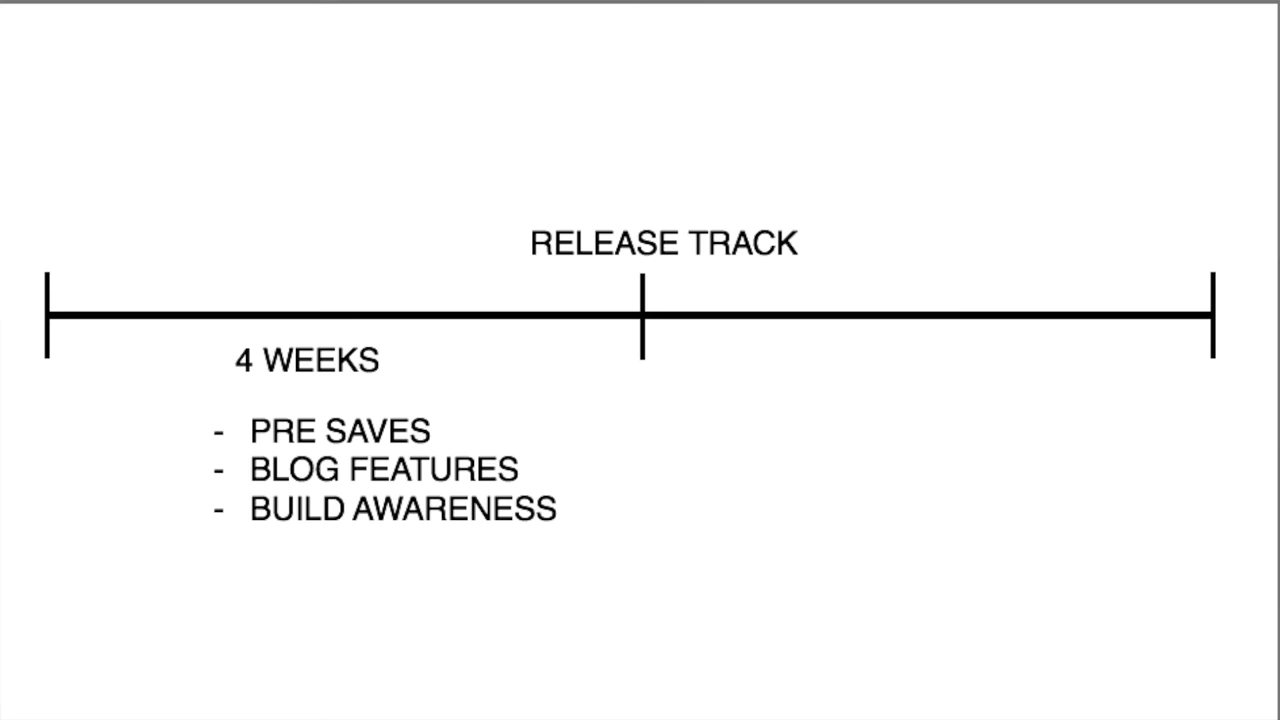 RELEASE TRACK
4 WEEKS
- PRE SAVES
- BLOG FEATURES
- BUILD AWARENESS